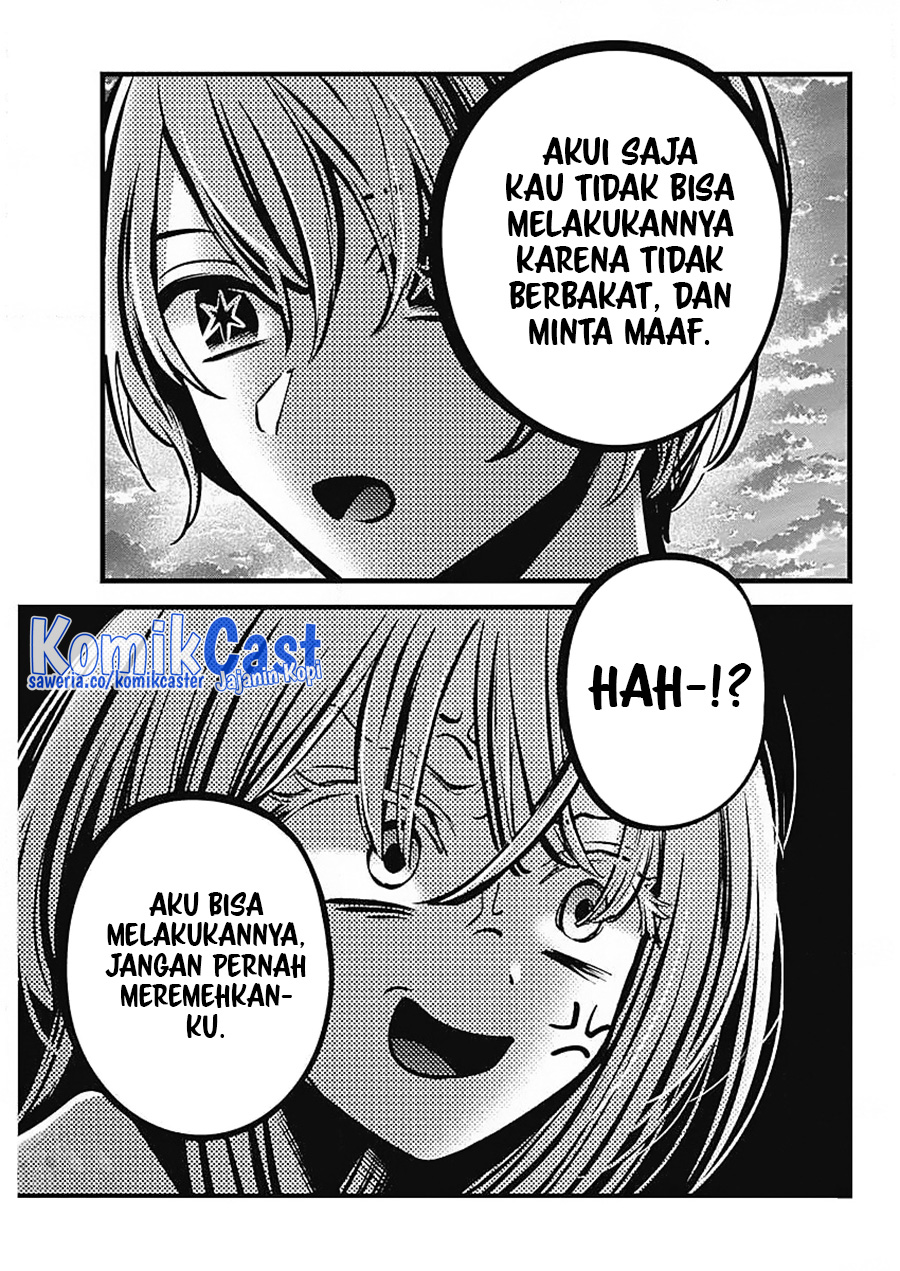 AKUI SAJA
KAU TIDAK BISA
MELAKUKANNYA
KARENA TIDAK
BERBAKAT, DAN
MINTA MAAF.
HAH-!?
KomikCast
saweria.co/komikcaster Jajanin Kopi
AKU BISA
MELAKUKANNYA,
JANGAN PERNAH
MEREMEHKAN-
KU.